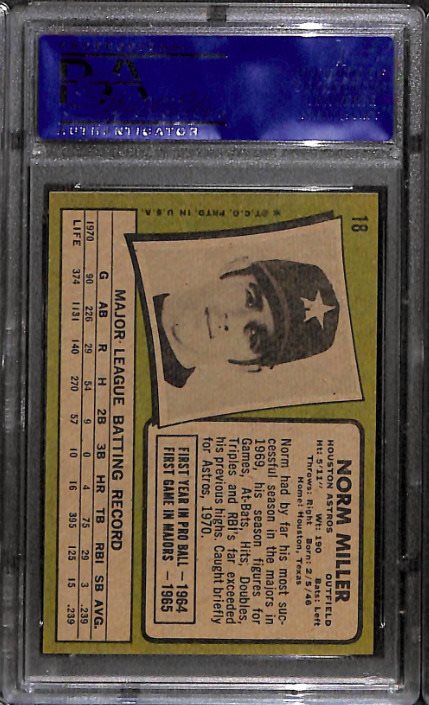 18
NORM MILLER
HOUSTON ASTROS OUTFIELD
Ht: 5'11" Wt: 190 Bats: Left
Throws: Right Born: 2/5/46
Home: Houston, Texas
Norm had by far his most suc-
cessful season in the majors in
1969, his season figures for
Games, At-Bats, Hits, Doubles,
Triples and RBI's far exceeded
his previous highs. Caught briefly
for Astros, 1970.
FIRST YEAR IN PRO BALL — 1964
FIRST GAME IN MAJORS — 1965
* © T.C.G. PRTD. IN U.S.A.
MAJOR LEAGUE BATTING RECORD
G AB R H 2B 3B HR TB RBI SB AVG.
1970 90 226 29 54 9 0 4 75 29 3 .239
LIFE 374 1131 140 270 57 10 16 395 125 15 .239